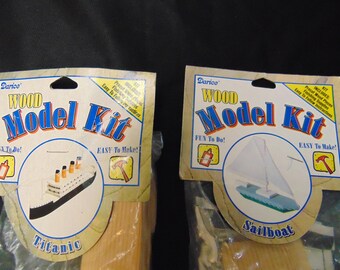 Darice
WOOD
Model Kit
To Do!
EASY To Make!
Titanic
Darice
WOOD
Model Kit
FUN To Do!
EASY To Make!
Sailboat